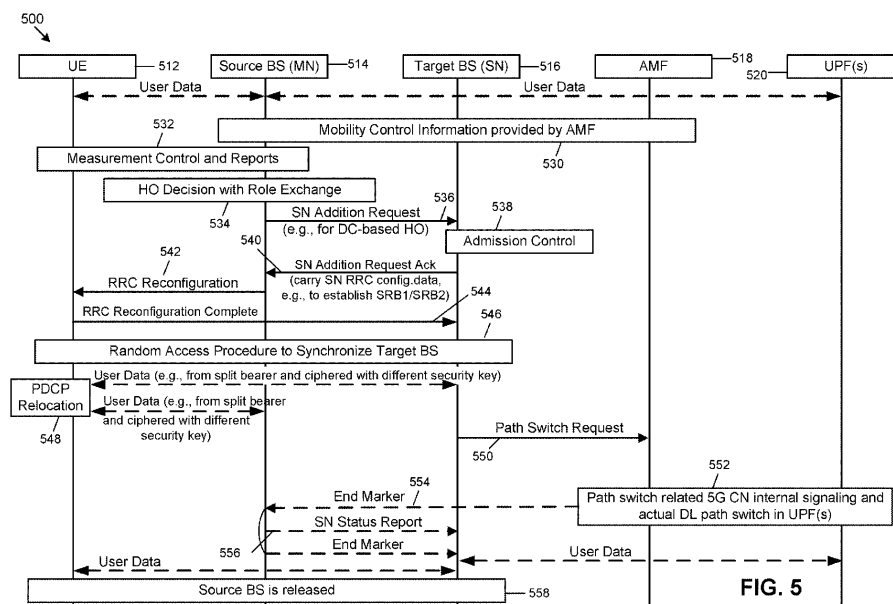 500
UE
512
Source BS (MN)
514
Target BS (SN)
516
AMF
518
520
UPF(s)
User Data
User Data
Mobility Control Information provided by AMF
530
532
Measurement Control and Reports
HO Decision with Role Exchange
534
SN Addition Request
(e.g., for DC-based HO)
536
538
Admission Control
540
SN Addition Request Ack
(carry SN RRC config.data,
e.g., to establish SRB1/SRB2)
542
RRC Reconfiguration
544
RRC Reconfiguration Complete
546
Random Access Procedure to Synchronize Target BS
User Data (e.g., from split bearer and ciphered with different security key)
PDCP
Relocation
548
User Data (e.g., from split bearer
and ciphered with different
security key)
Path Switch Request
550
552
Path switch related 5G CN internal signaling and
actual DL path switch in UPF(s)
End Marker
554
SN Status Report
556
End Marker
User Data
User Data
Source BS is released
558
FIG. 5